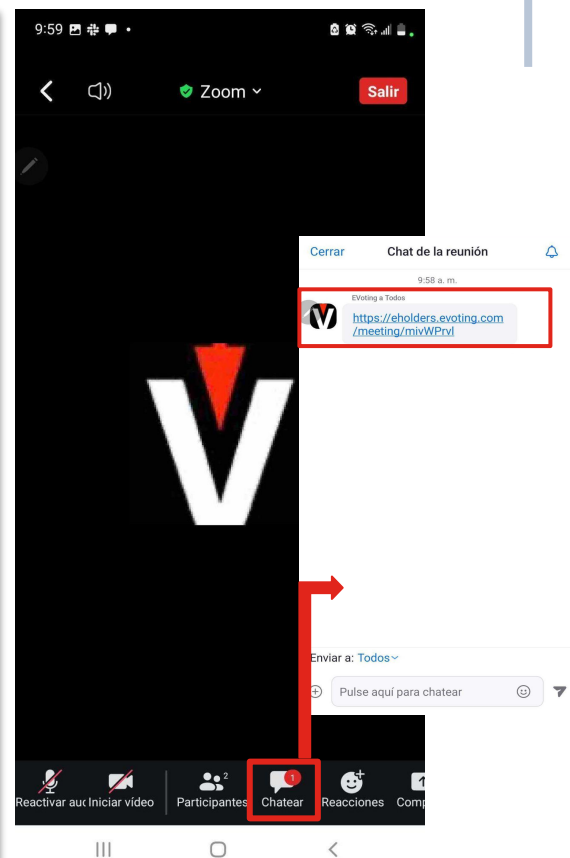 9:59
Zoom
Salir
Cerrar
Chat de la reunión
9:58 a. m.
EVoting a Todos
https://eholders.evoting.com
/meeting/mivWPrvl
Enviar a: Todos
Pulse aquí para chatear
2
1
Reactivar auc
Iniciar vídeo
Participantes
Chatear
Reacciones
Comp